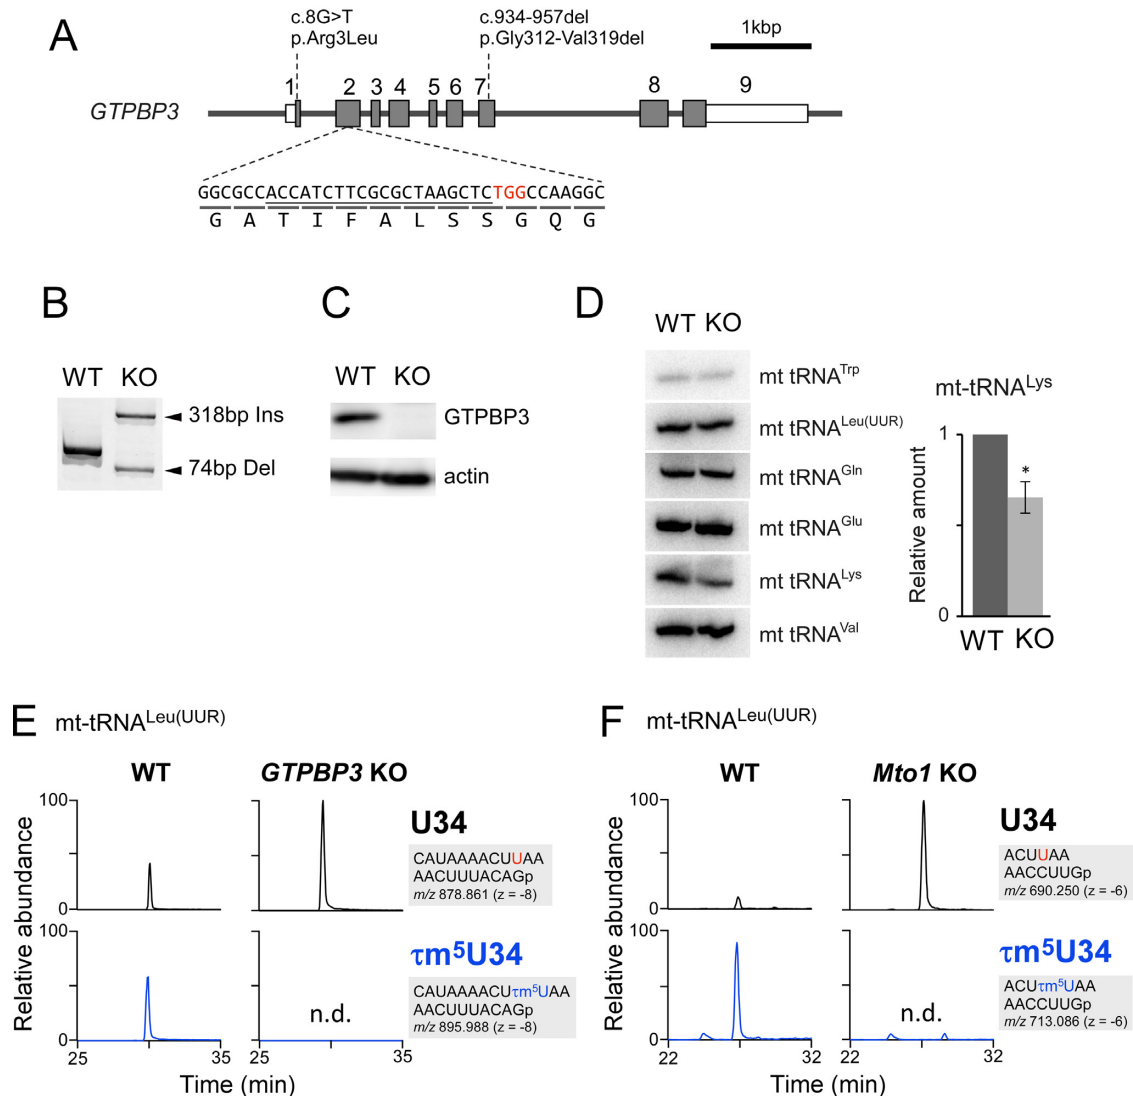 A
c.8G>T
p.Arg3Leu
c.934-957del
p.Gly312-Val319del
1kbp
GTPBP3
1 2 3 4 5 6 7 8 9
GGCGCCACCATCTTCGCGCTAAGCTCTGGCCAAGGC
G A T I F A L S S G Q G
B
WT KO
318bp Ins
74bp Del
C
WT KO
GTPBP3
actin
D
WT KO
mt tRNATrp
mt tRNALeu(UUR)
mt tRNAGln
mt tRNAGlu
mt tRNALys
mt tRNAVal
mt-tRNALys
Relative amount
1
*
0
WT KO
E
mt-tRNALeu(UUR)
WT
GTPBP3 KO
Relative abundance
100
0
U34
CAUAAAACUUAA
AACUUUACAGp
m/z 878.861 (z = -8)
100
0
n.d.
τm5U34
CAUAAAACUτm5UAA
AACUUUACAGp
m/z 895.988 (z = -8)
25 35 25 35
Time (min)
F
mt-tRNALeu(UUR)
WT
Mto1 KO
Relative abundance
100
0
U34
ACUUAA
AACCUUGp
m/z 690.250 (z = -6)
100
0
n.d.
τm5U34
ACUτm5UAA
AACCUUGp
m/z 713.086 (z = -6)
22 32 22 32
Time (min)